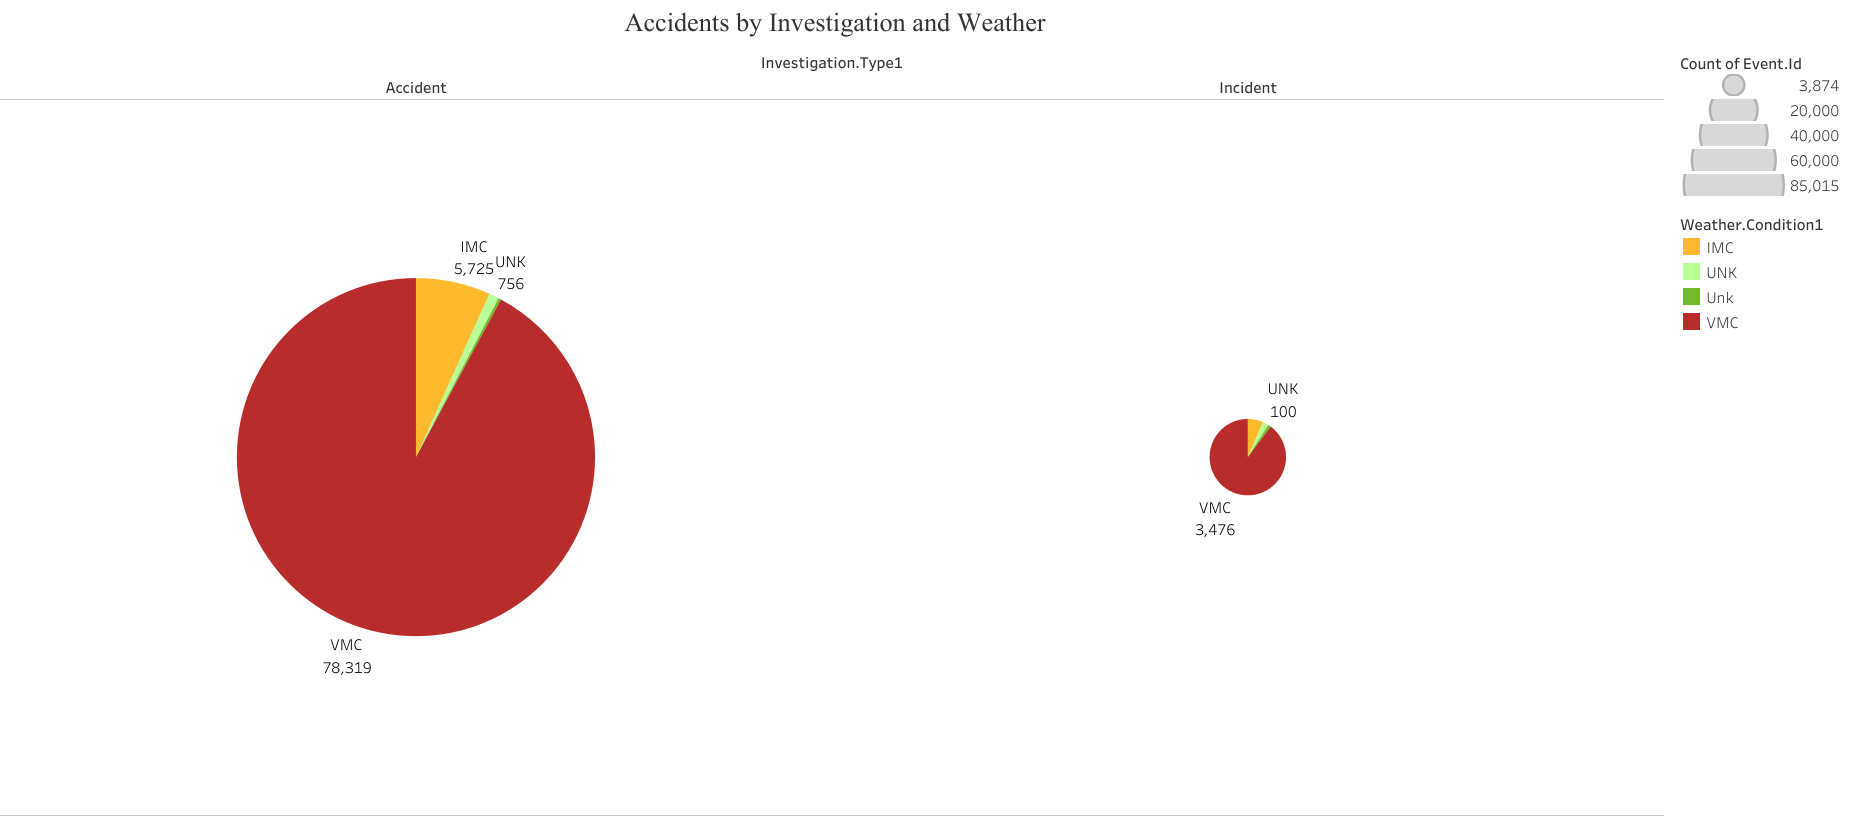 Accidents by Investigation and Weather
Investigation.Type1
Accident
Incident
IMC
5,725
UNK
756
VMC
78,319
UNK
100
VMC
3,476
Count of Event.Id
3,874
20,000
40,000
60,000
85,015
Weather.Condition1
IMC
UNK
Unk
VMC